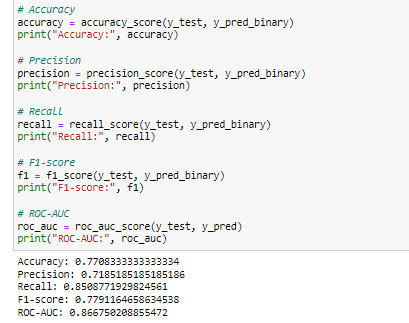 # Accuracy
accuracy = accuracy_score(y_test, y_pred_binary)
print("Accuracy:", accuracy)
# Precision
precision = precision_score(y_test, y_pred_binary)
print("Precision:", precision)
# Recall
recall = recall_score(y_test, y_pred_binary)
print("Recall:", recall)
# F1-score
f1 = f1_score(y_test, y_pred_binary)
print("F1-score:", f1)
# ROC-AUC
roc_auc = roc_auc_score(y_test, y_pred)
print("ROC-AUC:", roc_auc)
Accuracy: 0.7708333333333334
Precision: 0.7185185185185186
Recall: 0.8508771929824561
F1-score: 0.7791164658634538
ROC-AUC: 0.866750208855472